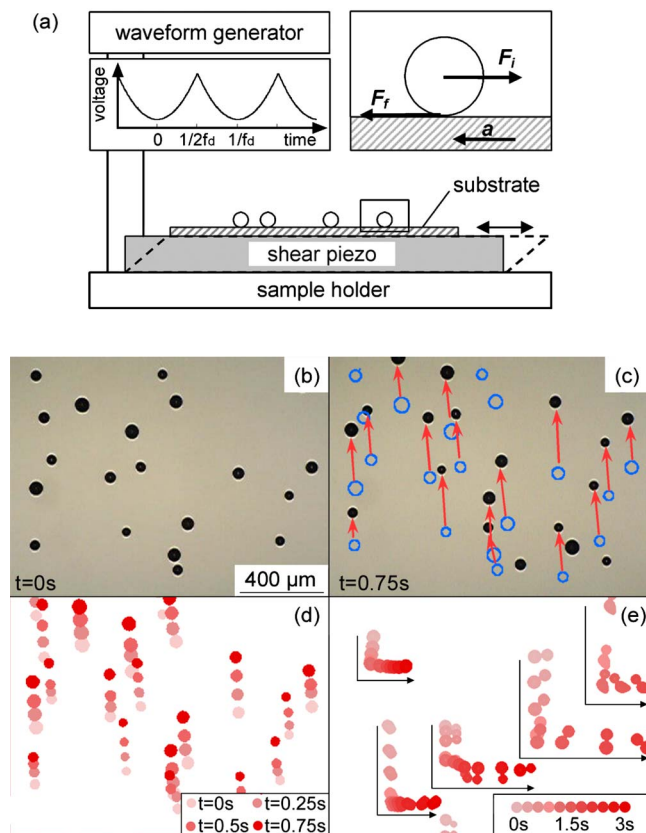 (a)
waveform generator
voltage
0 1/2fd 1/fd time
Fi
Ff
a
substrate
shear piezo
sample holder
(b)
t=0s
400 µm
(c)
t=0.75s
(d)
t=0s t=0.25s
t=0.5s t=0.75s
(e)
0s 1.5s 3s